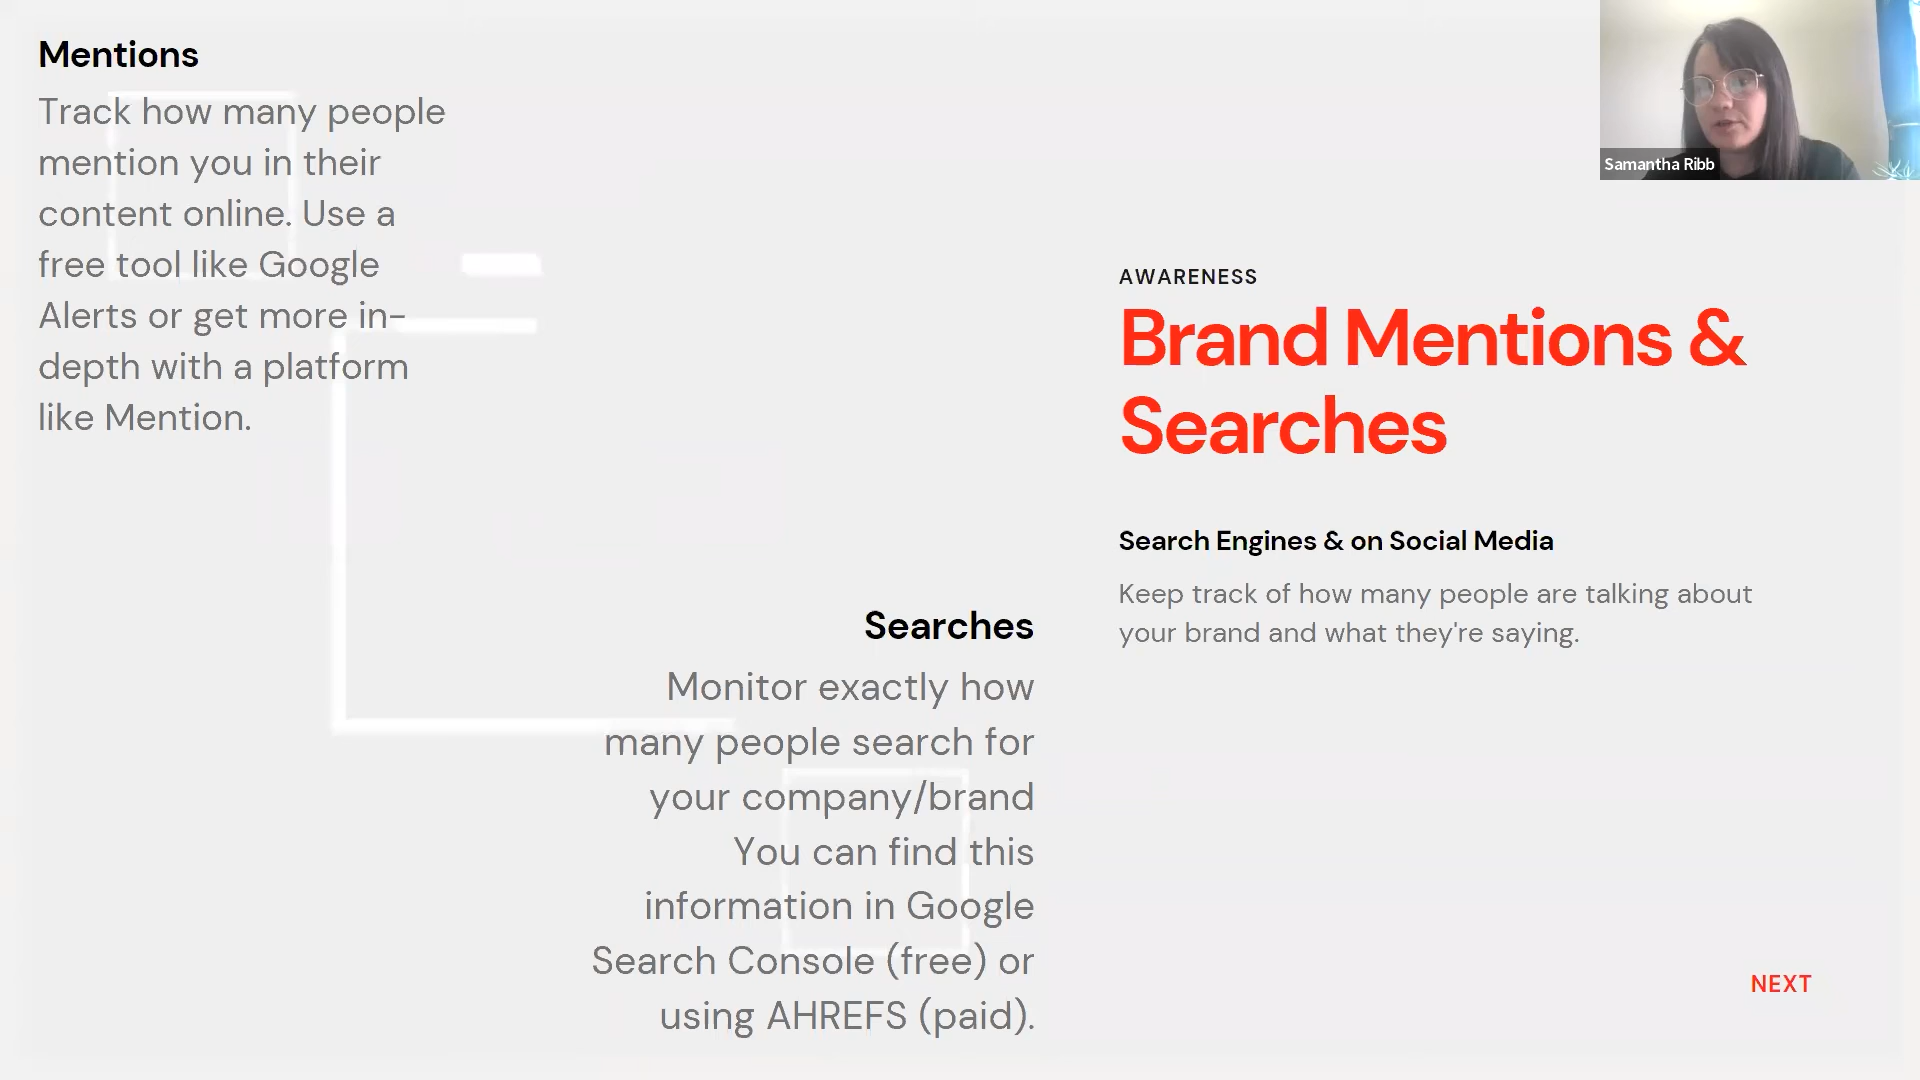 Mentions
Track how many people
mention you in their
content online. Use a
free tool like Google
Alerts or get more in-
depth with a platform
like Mention.
Searches
Monitor exactly how
many people search for
your company/brand
You can find this
information in Google
Search Console (free) or
using AHREFS (paid).
AWARENESS
Brand Mentions &
Searches
Search Engines & on Social Media
Keep track of how many people are talking about
your brand and what they're saying.
NEXT
Samantha Ribb